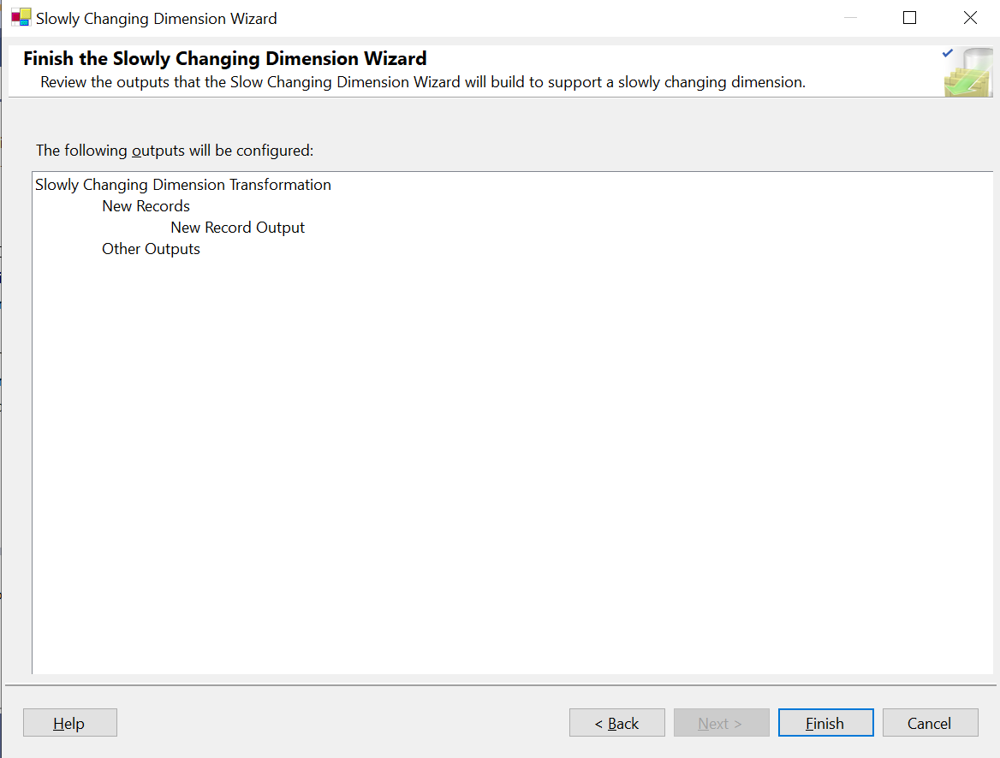 Slowly Changing Dimension Wizard
Finish the Slowly Changing Dimension Wizard
Review the outputs that the Slow Changing Dimension Wizard will build to support a slowly changing dimension.
The following outputs will be configured:
Slowly Changing Dimension Transformation
New Records
New Record Output
Other Outputs
Help
< Back
Next >
Finish
Cancel